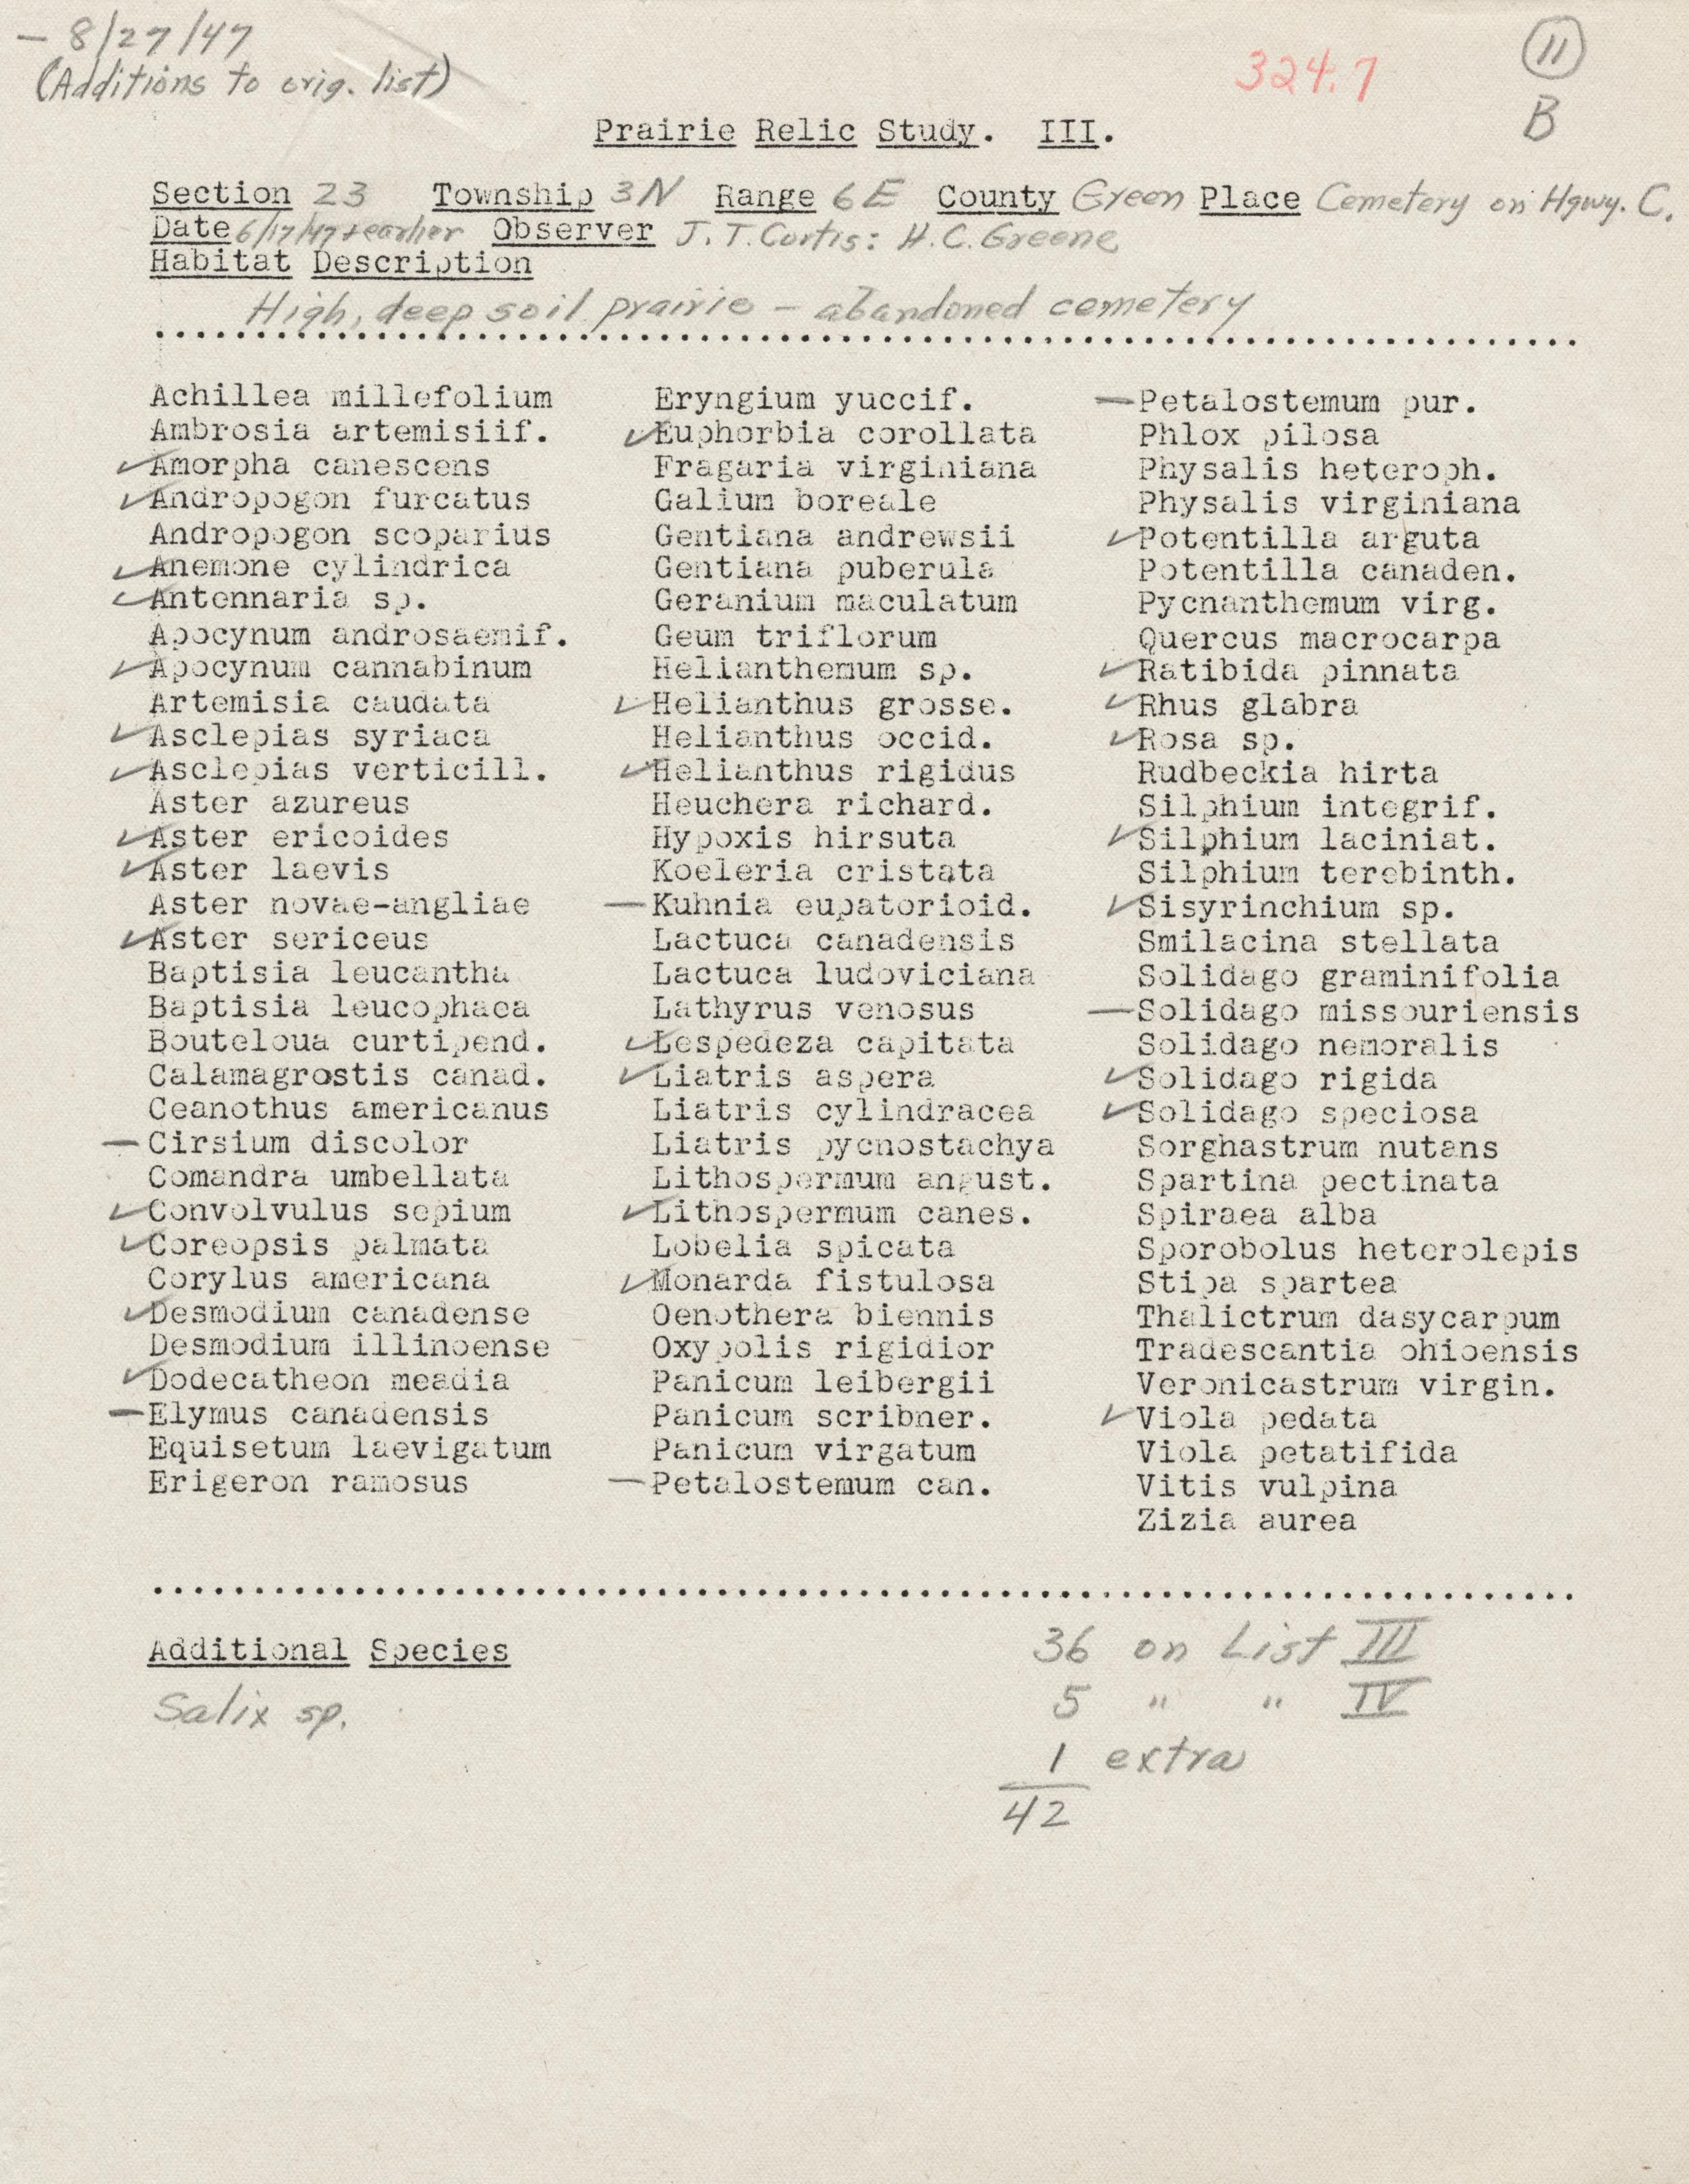 — 8/27/47
(Additions to orig. list)
324.7
11
B
Prairie Relic Study. III.
Section 23 Township 3N Range 6E County Green Place Cemetery on Hgwy. C.
Date 6/17/47 + earlier Observer J. T. Curtis: H. C. Greene
Habitat Description
High, deep soil prairie — abandoned cemetery
Achillea millefolium
Ambrosia artemisiif.
✓Amorpha canescens
✓Andropogon furcatus
Andropogon scoparius
✓Anemone cylindrica
✓Antennaria sp.
Apocynum androsaemif.
✓Apocynum cannabinum
Artemisia caudata
✓Asclepias syriaca
✓Asclepias verticill.
Aster azureus
✓Aster ericoides
✓Aster laevis
Aster novae-angliae
✓Aster sericeus
Baptisia leucantha
Baptisia leucophaea
Bouteloua curtipend.
Calamagrostis canad.
Ceanothus americanus
—Cirsium discolor
Comandra umbellata
✓Convolvulus sepium
✓Coreopsis palmata
Corylus americana
✓Desmodium canadense
Desmodium illinoense
✓Dodecatheon meadia
—Elymus canadensis
Equisetum laevigatum
Erigeron ramosus
Eryngium yuccif.
✓Euphorbia corollata
Fragaria virginiana
Galium boreale
Gentiana andrewsii
Gentiana puberula
Geranium maculatum
Geum triflorum
Helianthemum sp.
✓Helianthus grosse.
Helianthus occid.
✓Helianthus rigidus
Heuchera richard.
Hypoxis hirsuta
Koeleria cristata
—Kuhnia eupatorioid.
Lactuca canadensis
Lactuca ludoviciana
Lathyrus venosus
✓Lespedeza capitata
✓Liatris aspera
Liatris cylindracea
Liatris pycnostachya
Lithospermum angust.
✓Lithospermum canes.
Lobelia spicata
✓Monarda fistulosa
Oenothera biennis
Oxypolis rigidior
Panicum leibergii
Panicum scribner.
Panicum virgatum
—Petalostemum can.
—Petalostemum pur.
Phlox pilosa
Physalis heteroph.
Physalis virginiana
✓Potentilla arguta
Potentilla canaden.
Pycnanthemum virg.
Quercus macrocarpa
✓Ratibida pinnata
✓Rhus glabra
✓Rosa sp.
Rudbeckia hirta
Silphium integrif.
✓Silphium laciniat.
Silphium terebinth.
✓Sisyrinchium sp.
Smilacina stellata
Solidago graminifolia
—Solidago missouriensis
Solidago nemoralis
✓Solidago rigida
✓Solidago speciosa
Sorghastrum nutans
Spartina pectinata
Spiraea alba
Sporobolus heterolepis
Stipa spartea
Thalictrum dasycarpum
Tradescantia ohioensis
Veronicastrum virgin.
✓Viola pedata
Viola petatifida
Vitis vulpina
Zizia aurea
Additional Species
Salix sp.
36 on List III
5 " " IV
1 extra
42